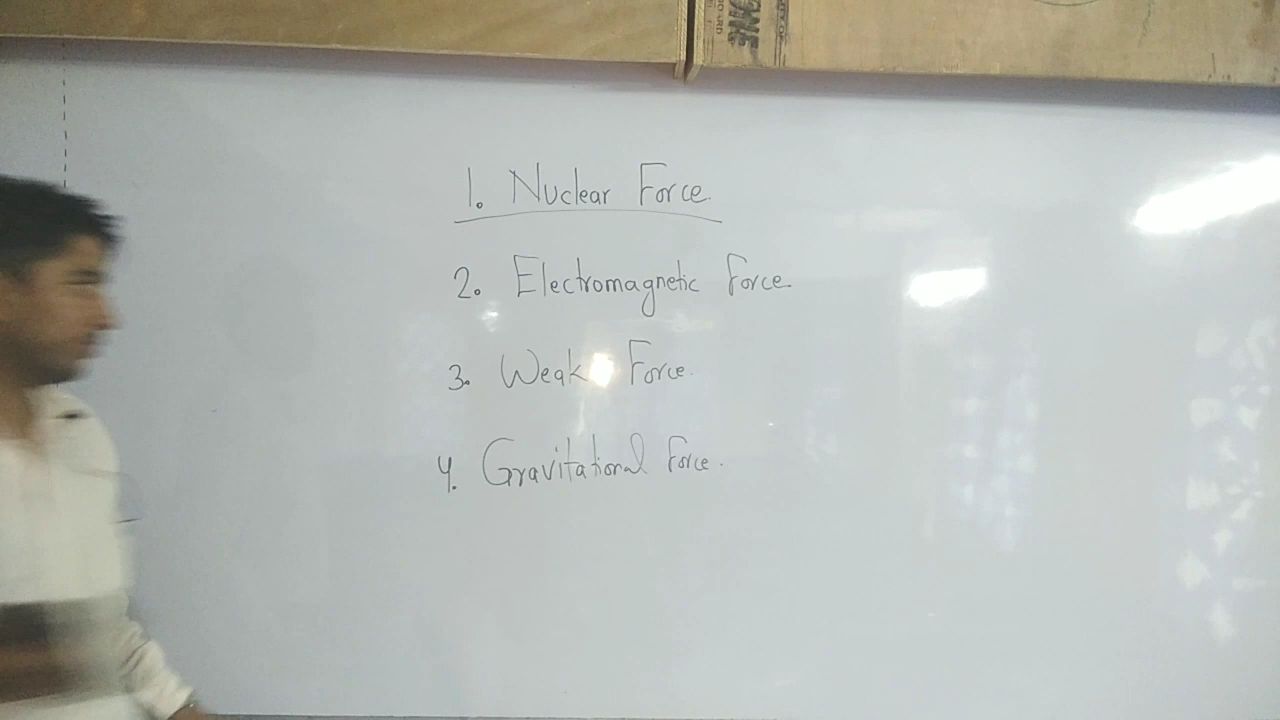 1. Nuclear Force.
2. Electromagnetic Force
3. Weak Force.
4. Gravitational Force.